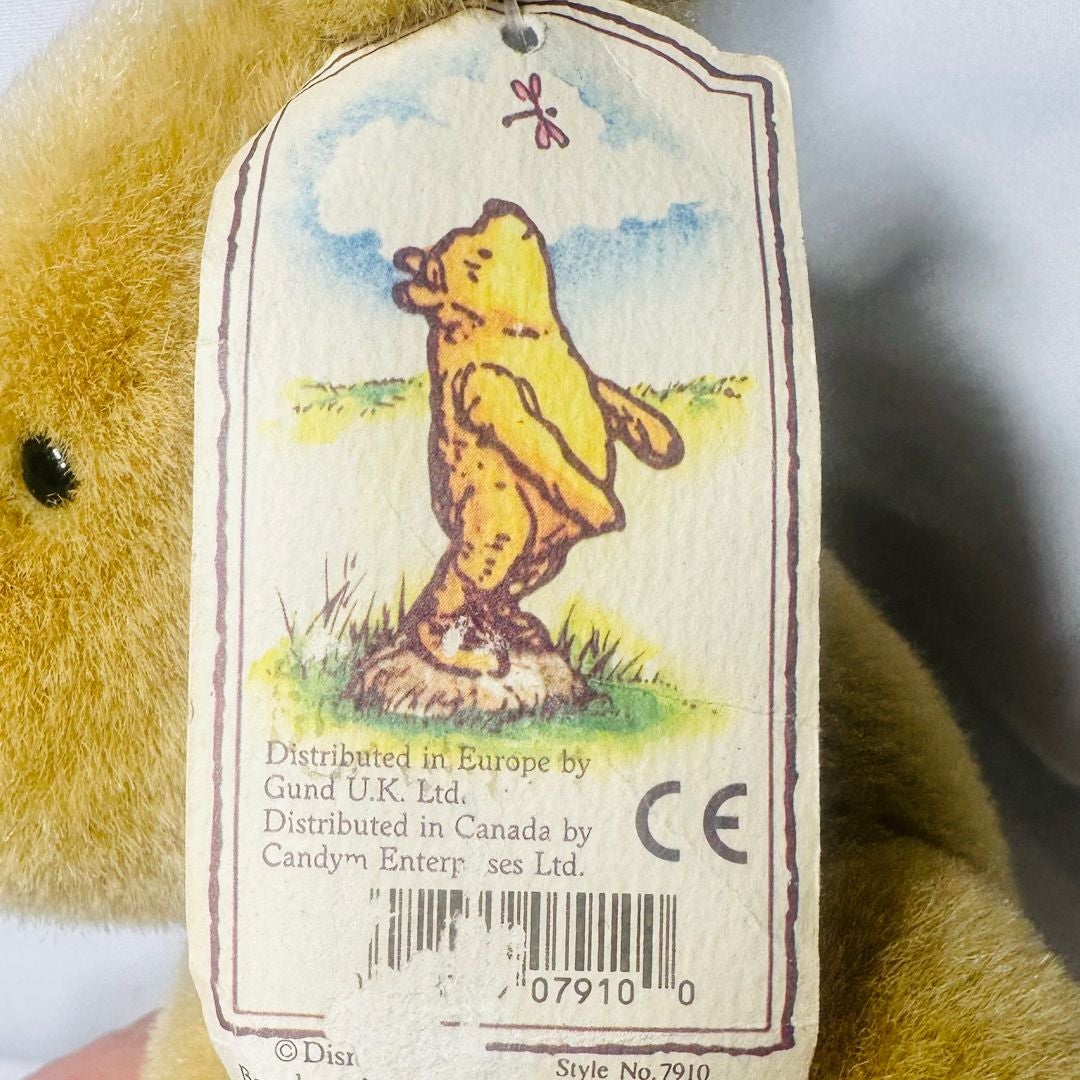 Distributed in Europe by
Gund U.K. Ltd.
Distributed in Canada by
Candym Enterp ses Ltd.
CE
07910 0
© Disn
Style No. 7910